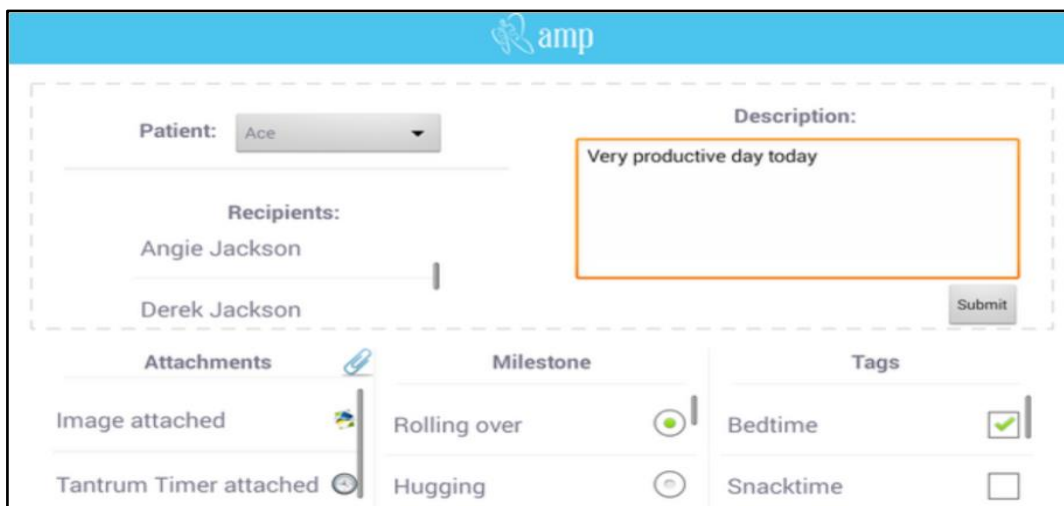 amp
Patient: Ace
Recipients:
Angie Jackson
Derek Jackson
Description:
Very productive day today
Submit
Attachments
Image attached
Tantrum Timer attached
Milestone
Rolling over
Hugging
Tags
Bedtime
Snacktime